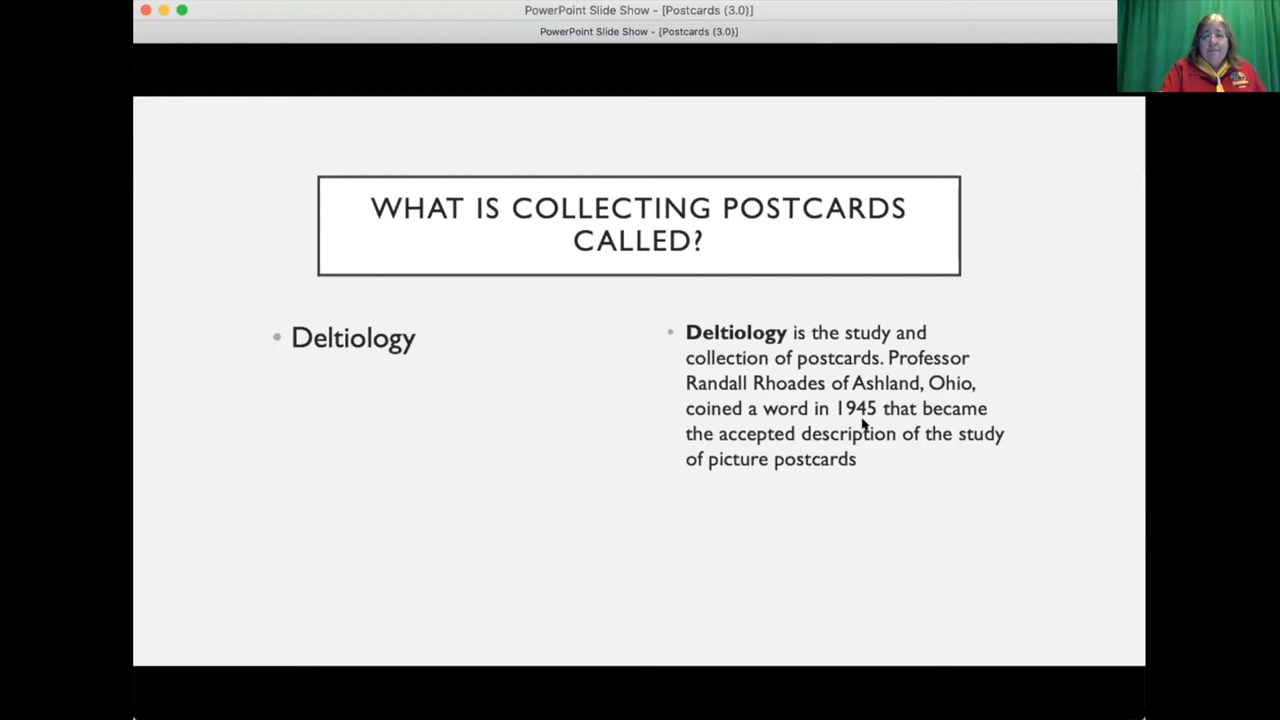 PowerPoint Slide Show - [Postcards (3.0)]
PowerPoint Slide Show - [Postcards (3.0)]
WHAT IS COLLECTING POSTCARDS
CALLED?
• Deltiology
• Deltiology is the study and
collection of postcards. Professor
Randall Rhoades of Ashland, Ohio,
coined a word in 1945 that became
the accepted description of the study
of picture postcards